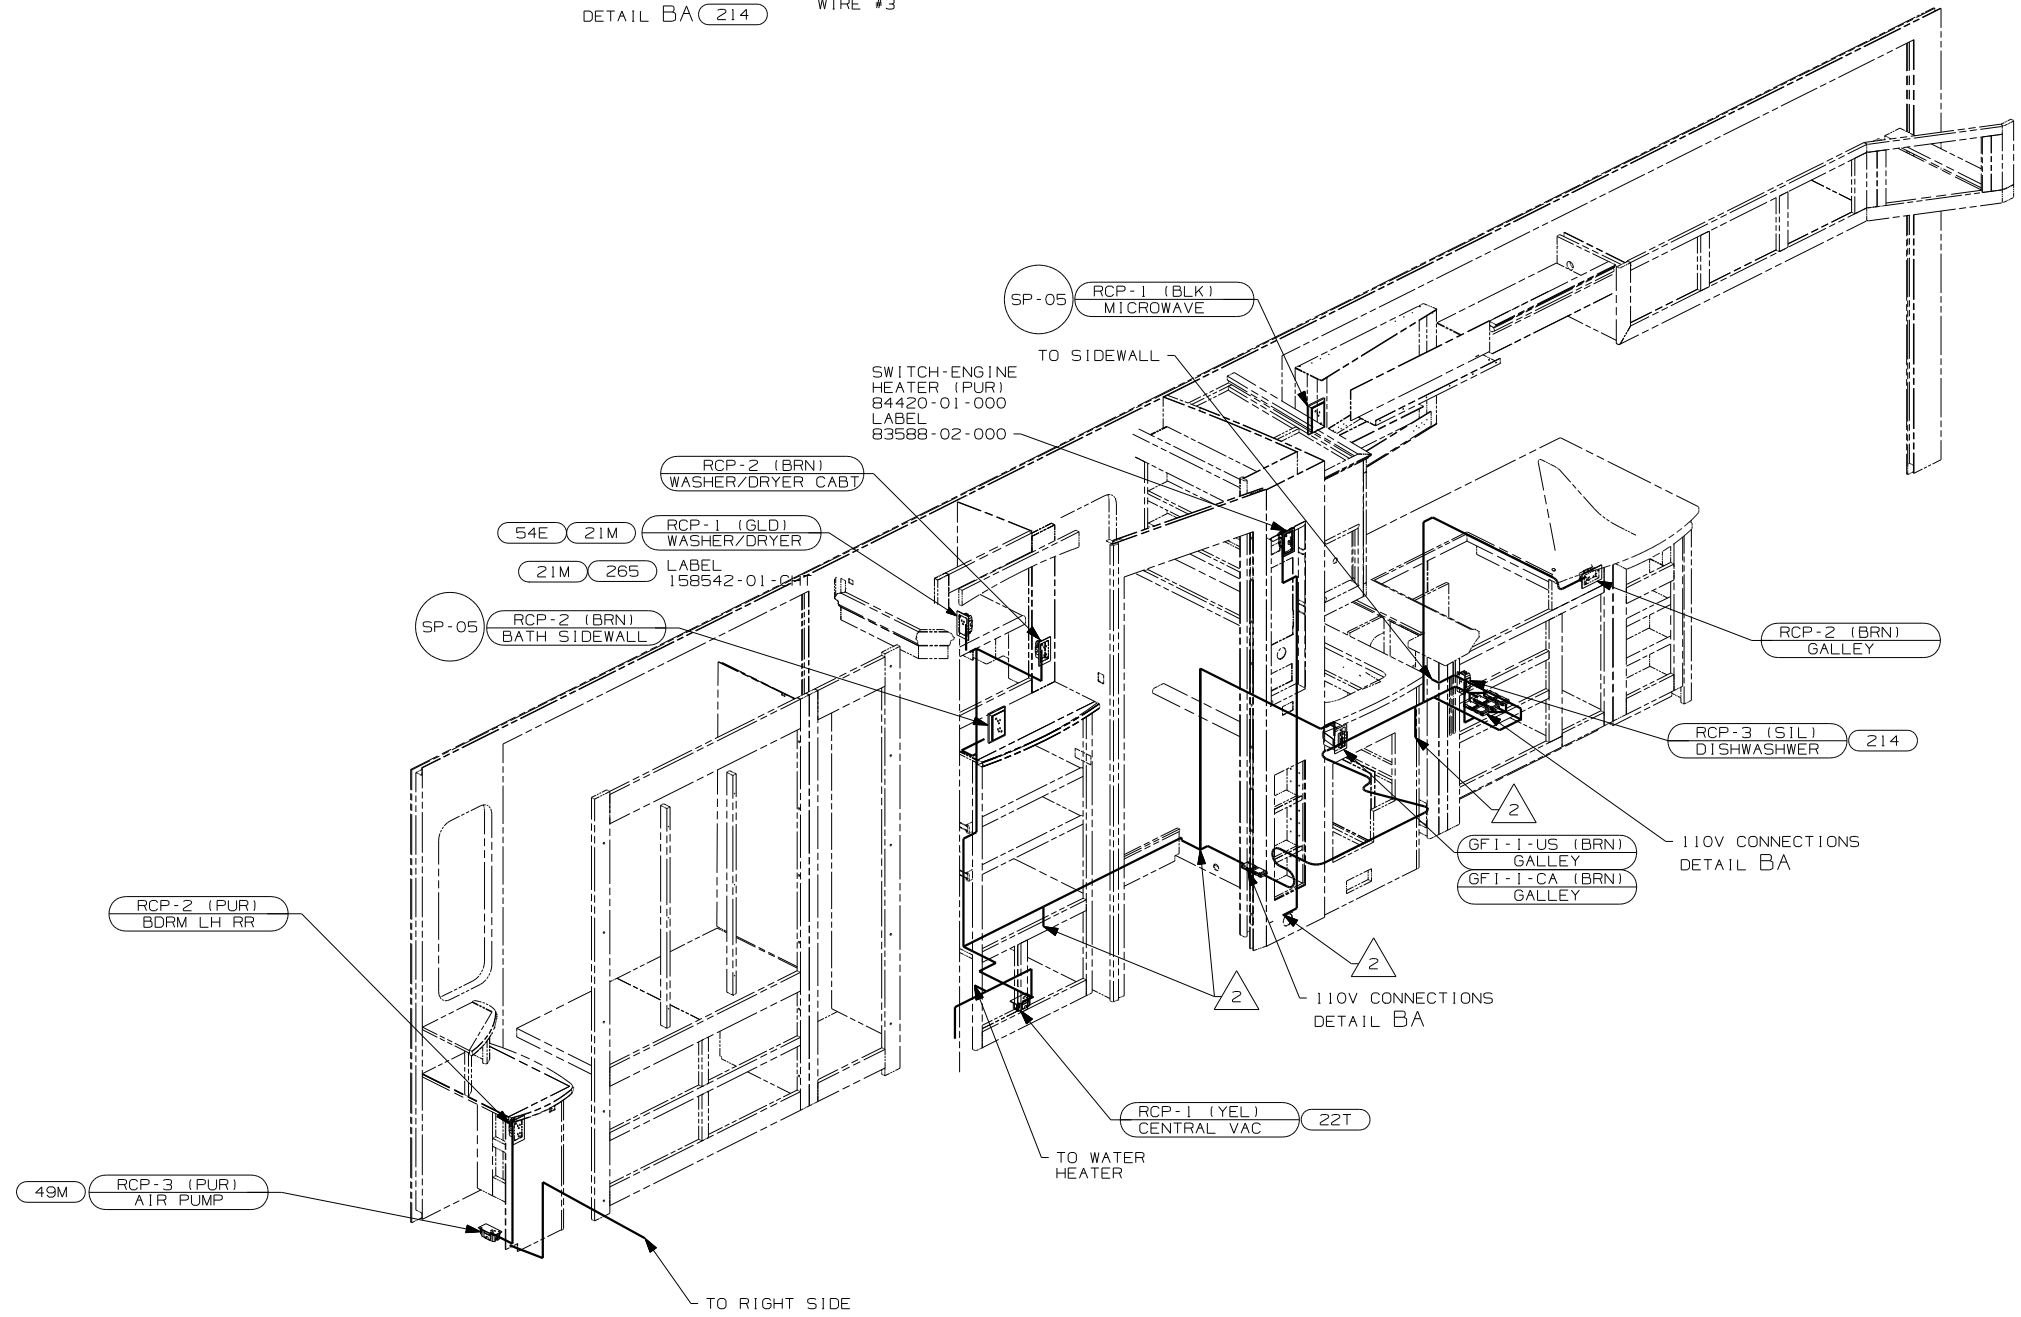 DETAIL BA 214
WIRE #3
SP-05
RCP-1 (BLK)
MICROWAVE
TO SIDEWALL
SWITCH-ENGINE
HEATER (PUR)
84420-01-000
LABEL
83588-02-000
RCP-2 (BRN)
WASHER/DRYER CABT
54E 21M
RCP-1 (GLD)
WASHER/DRYER
21M 265
LABEL
158542-01-CHT
SP-05
RCP-2 (BRN)
BATH SIDEWALL
RCP-2 (BRN)
GALLEY
RCP-3 (SIL)
DISHWASHWER
214
2
110V CONNECTIONS
DETAIL BA
GFI-1-US (BRN)
GALLEY
GFI-1-CA (BRN)
GALLEY
RCP-2 (PUR)
BDRM LH RR
2
2
110V CONNECTIONS
DETAIL BA
RCP-1 (YEL)
CENTRAL VAC
22T
TO WATER
HEATER
49M
RCP-3 (PUR)
AIR PUMP
TO RIGHT SIDE